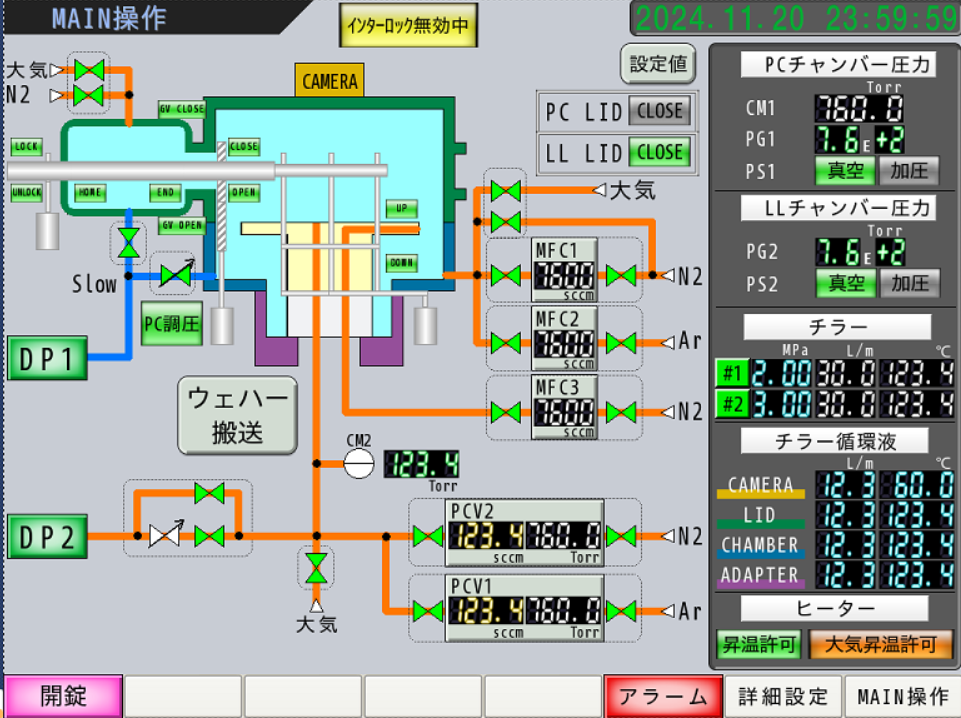 MAIN操作
インターロック無効中
2024.11.20 23:59:59
大気
N2
CAMERA
設定値
GV CLOSE
LOCK
CLOSE
UNLOCK
HOME
END
OPEN
GV OPEN
UP
DOWN
PC LID CLOSE
LL LID CLOSE
大気
Slow
PC調圧
DP1
MFC1
1600
sccm
N2
MFC2
1600
sccm
Ar
MFC3
1600
sccm
N2
ウェハー
搬送
CM2
123.4
Torr
DP2
PCV2
123.4 760.0
sccm Torr
N2
PCV1
123.4 760.0
sccm Torr
Ar
大気
PCチャンバー圧力
Torr
CM1 760.0
PG1 7.6E+2
PS1 真空 加圧
LLチャンバー圧力
Torr
PG2 7.6E+2
PS2 真空 加圧
チラー
MPa L/m ℃
#1 2.00 30.0 123.4
#2 3.00 30.0 123.4
チラー循環液
L/m ℃
CAMERA 12.3 60.0
LID 12.3 123.4
CHAMBER 12.3 123.4
ADAPTER 12.3 123.4
ヒーター
昇温許可 大気昇温許可
開錠
アラーム
詳細設定
MAIN操作